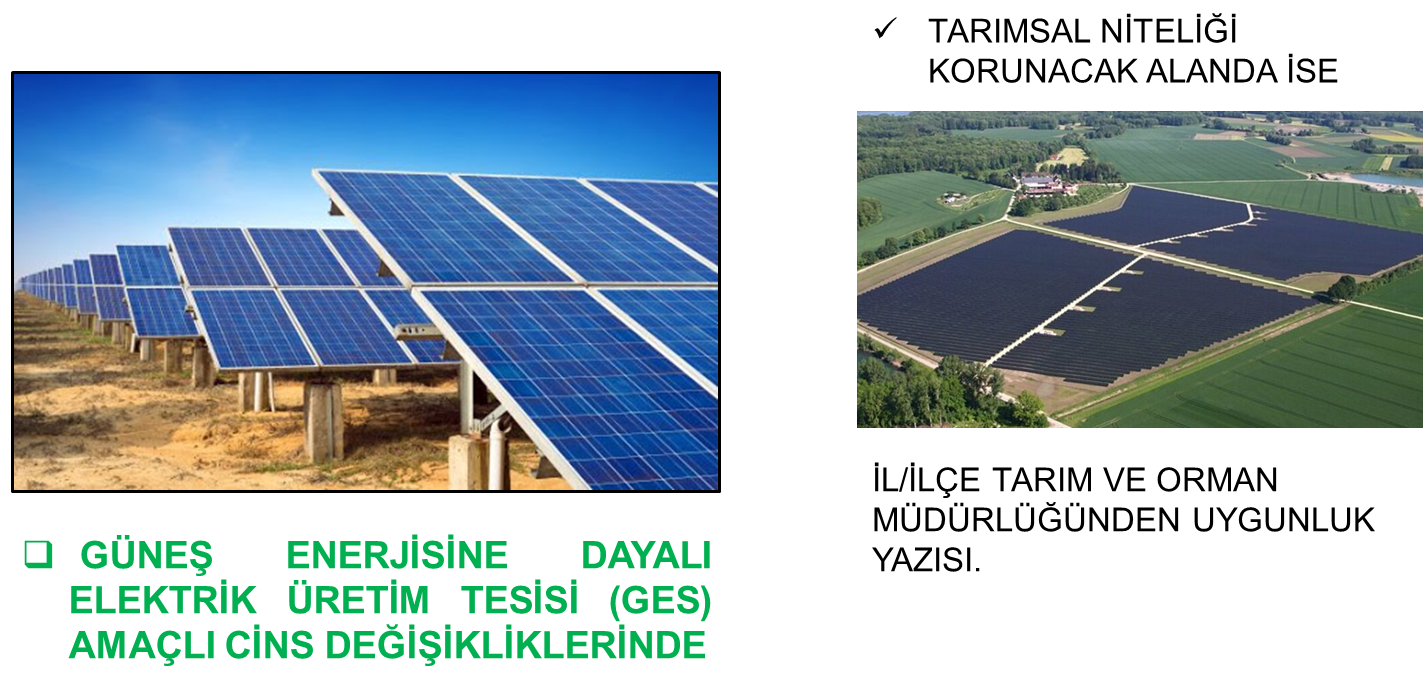 ✓ TARIMSAL NİTELİĞİ
KORUNACAK ALANDA İSE
İL/İLÇE TARIM VE ORMAN
MÜDÜRLÜĞÜNDEN UYGUNLUK
YAZISI.
❑ GÜNEŞ ENERJİSİNE DAYALI
ELEKTRİK ÜRETİM TESİSİ (GES)
AMAÇLI CİNS DEĞİŞİKLİKLERİNDE